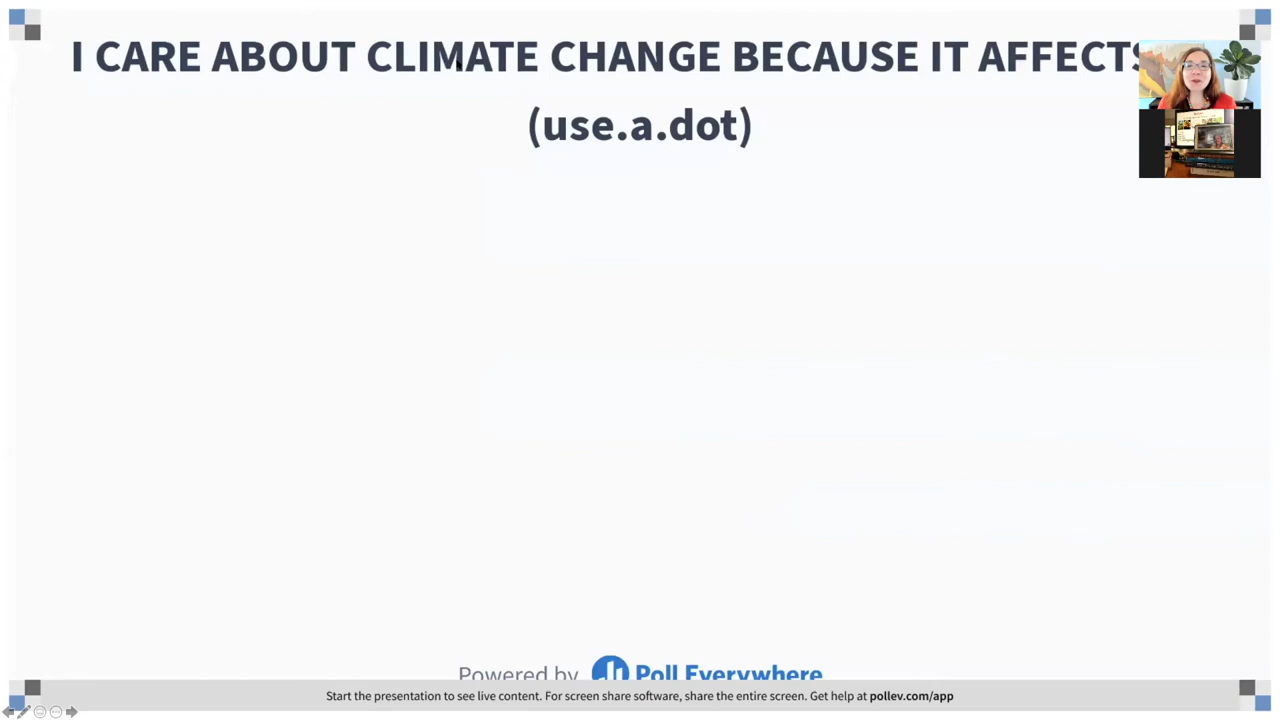 I CARE ABOUT CLIMATE CHANGE BECAUSE IT AFFECTS
(use.a.dot)
Powered by Poll Everywhere
Start the presentation to see live content. For screen share software, share the entire screen. Get help at pollev.com/app